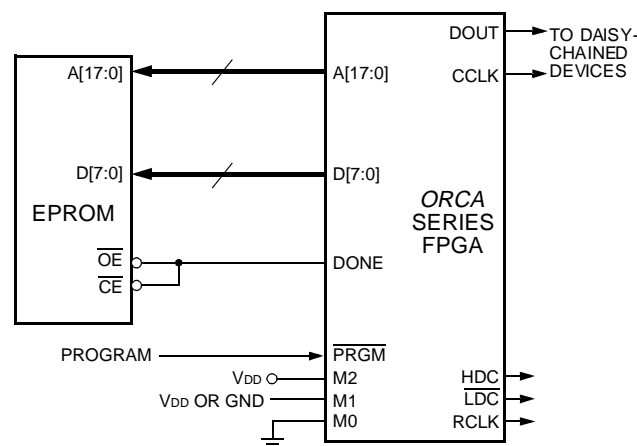 DOUT
TO DAISY-
CHAINED
DEVICES
A[17:0]
A[17:0]
CCLK
D[7:0]
D[7:0]
EPROM
ORCA
SERIES
FPGA
OE
DONE
CE
PROGRAM
PRGM
VDD
M2
HDC
VDD OR GND
M1
LDC
M0
RCLK